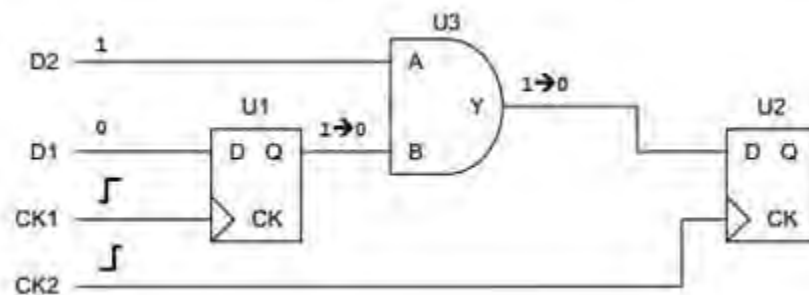 U3
D2 1 A
1➔0
U1 Y U2
D1 0 D Q 1➔0 B D Q
CK1 CK CK
CK2